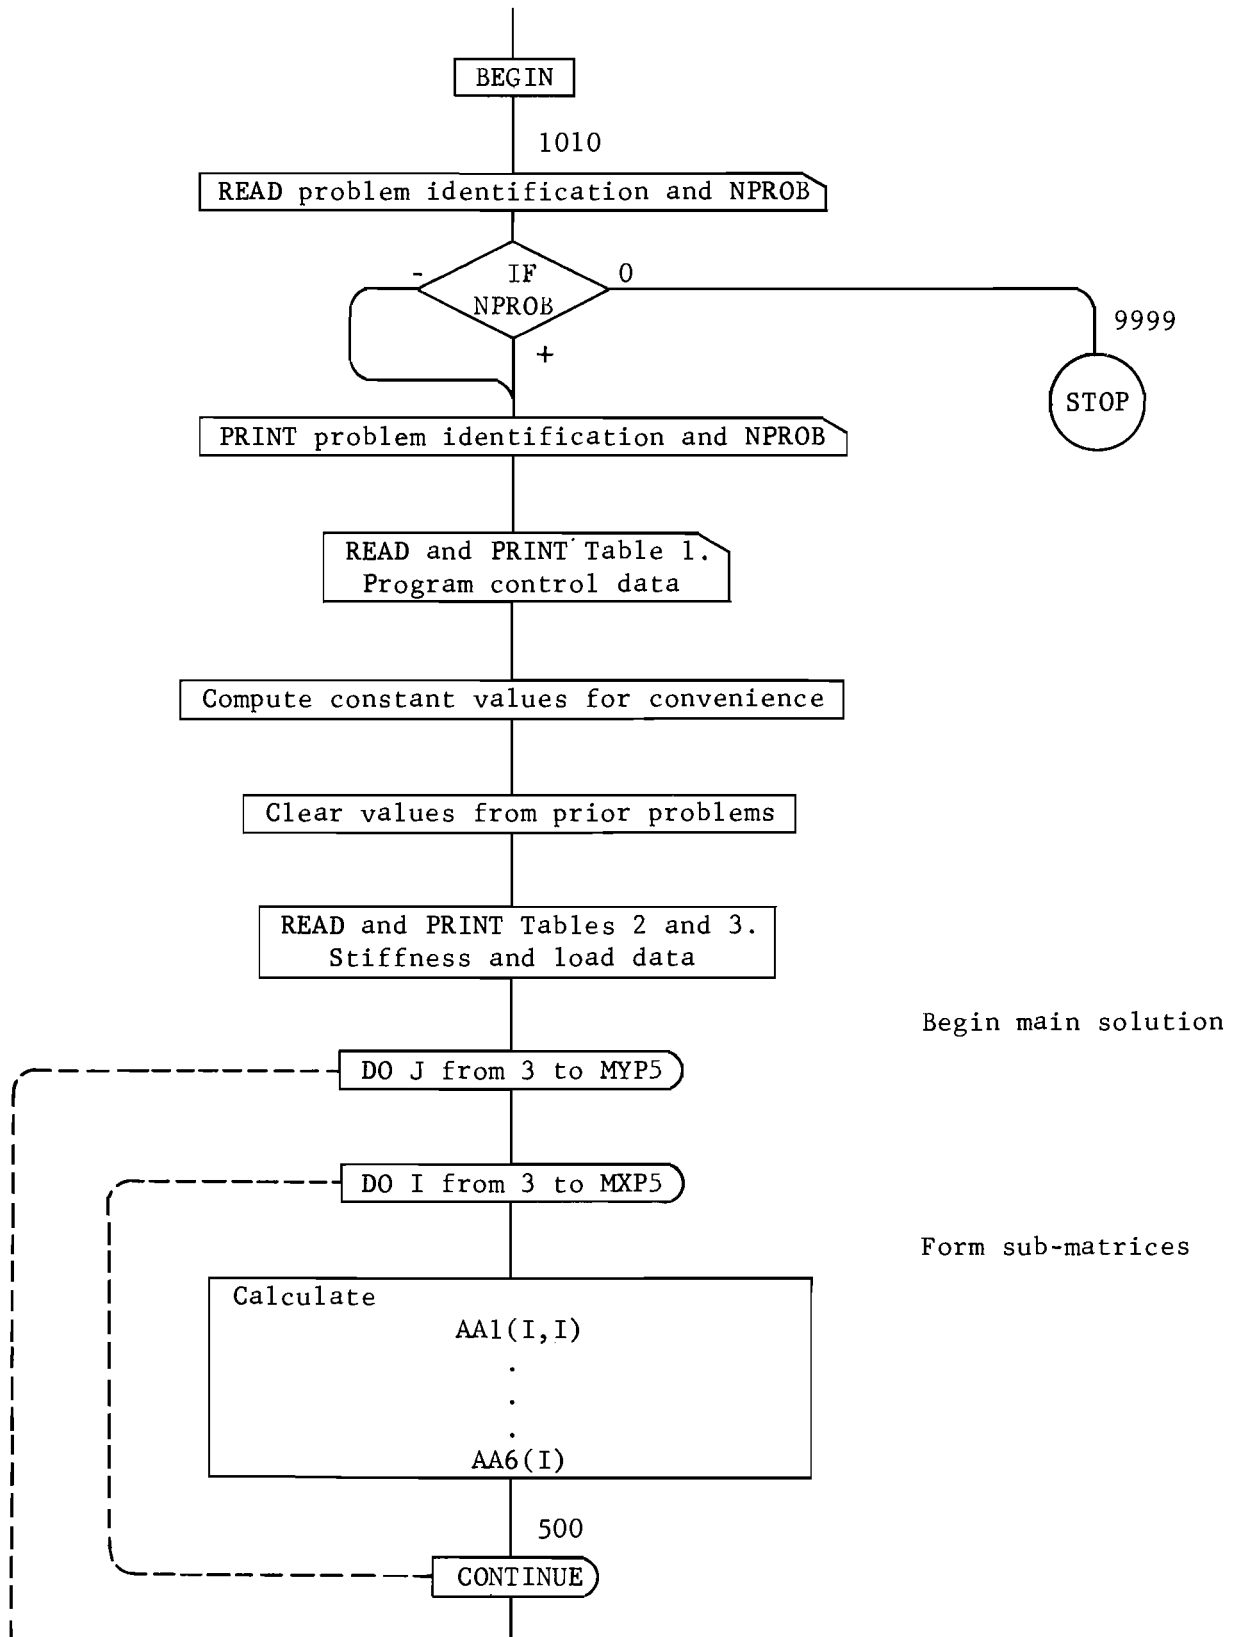 BEGIN
1010
READ problem identification and NPROB
- IF 0
NPROB
9999
+
STOP
PRINT problem identification and NPROB
READ and PRINT Table 1.
Program control data
Compute constant values for convenience
Clear values from prior problems
READ and PRINT Tables 2 and 3.
Stiffness and load data
Begin main solution
DO J from 3 to MYP5
DO I from 3 to MXP5
Form sub-matrices
Calculate
AA1(I,I)
.
.
.
AA6(I)
500
CONTINUE